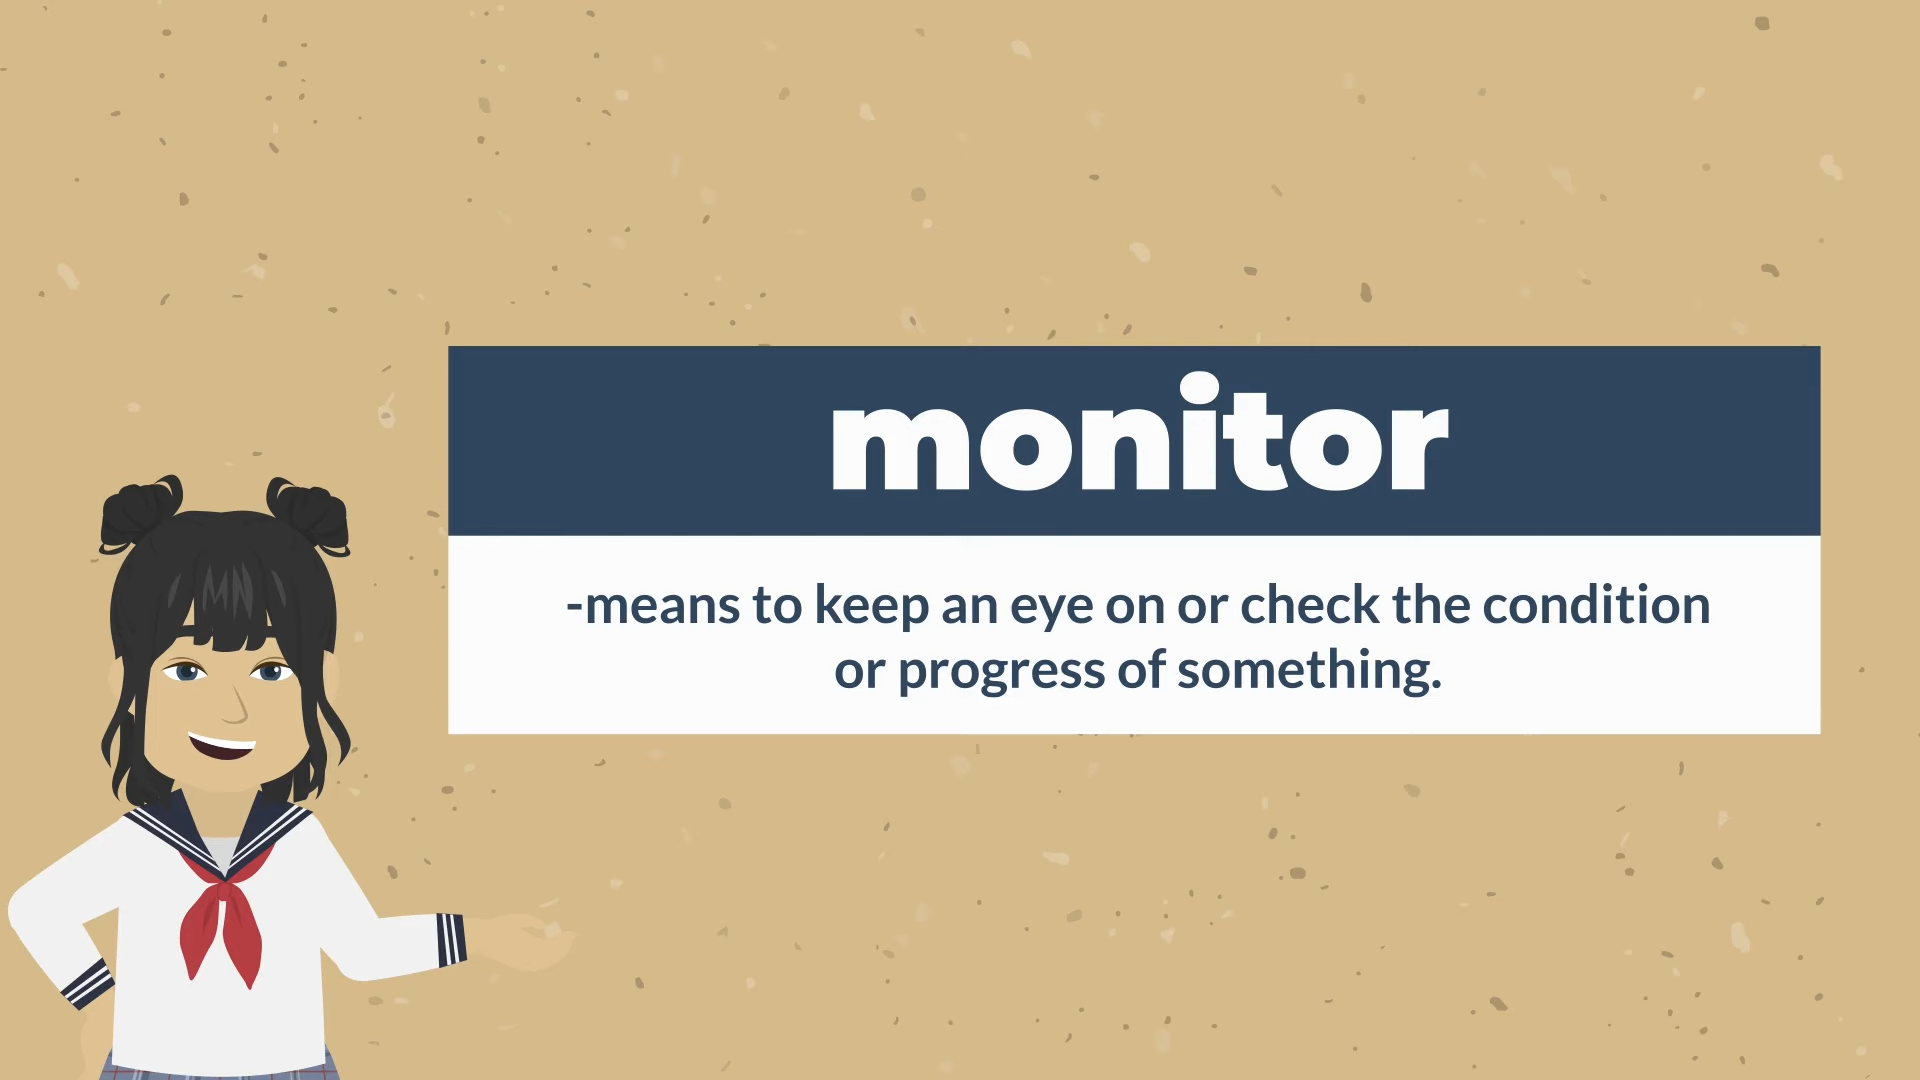 monitor
-means to keep an eye on or check the condition
or progress of something.